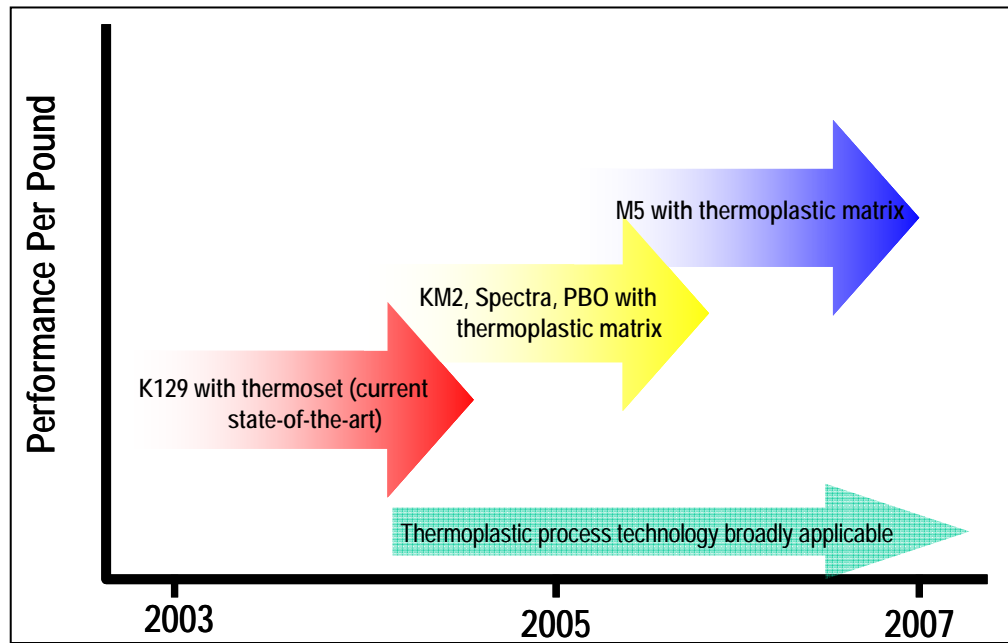 Performance Per Pound
M5 with thermoplastic matrix
KM2, Spectra, PBO with
thermoplastic matrix
K129 with thermoset (current
state-of-the-art)
Thermoplastic process technology broadly applicable
2003
2005
2007